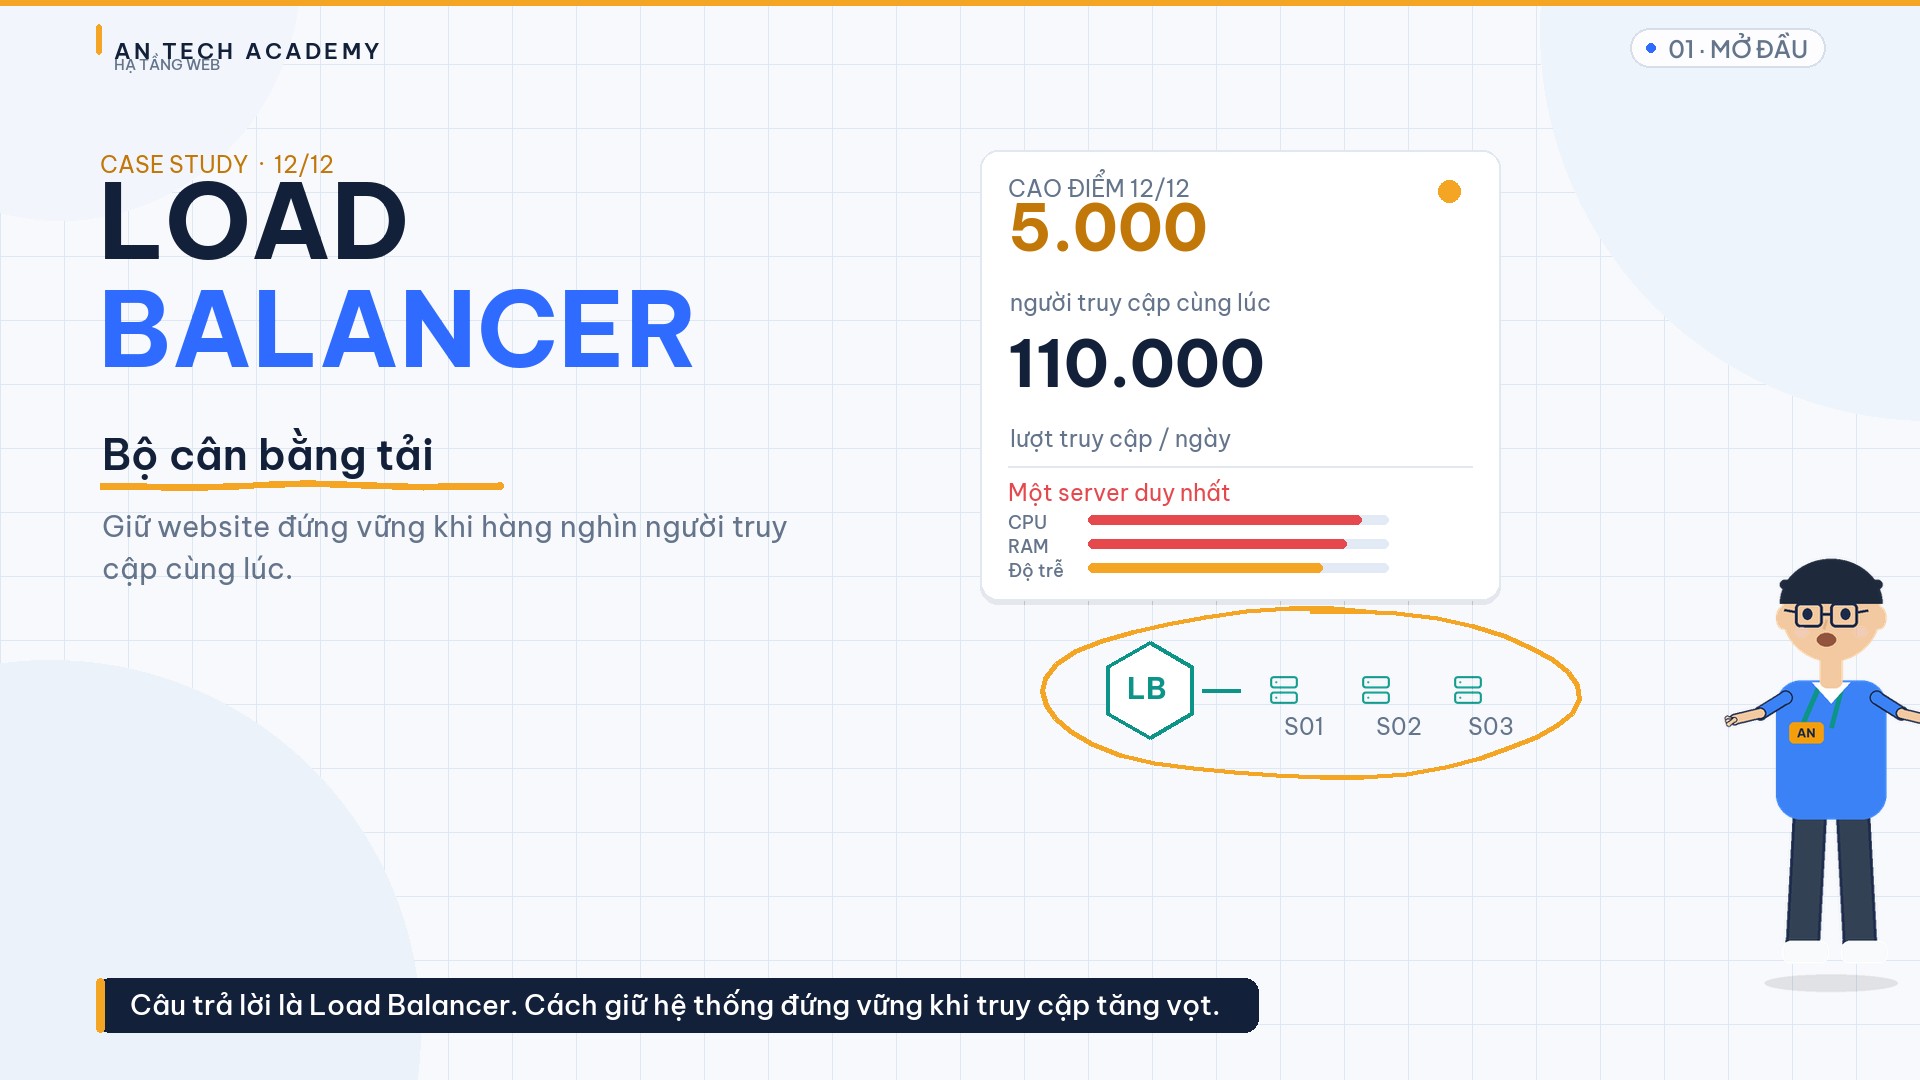 AN TECH ACADEMY
HẠ TẦNG WEB
01 · MỞ ĐẦU
CASE STUDY · 12/12
LOAD
BALANCER
Bộ cân bằng tải
Giữ website đứng vững khi hàng nghìn người truy
cập cùng lúc.
CAO ĐIỂM 12/12
5.000
người truy cập cùng lúc
110.000
lượt truy cập / ngày
Một server duy nhất
CPU
RAM
Độ trễ
LB
S01
S02
S03
AN
Câu trả lời là Load Balancer. Cách giữ hệ thống đứng vững khi truy cập tăng vọt.